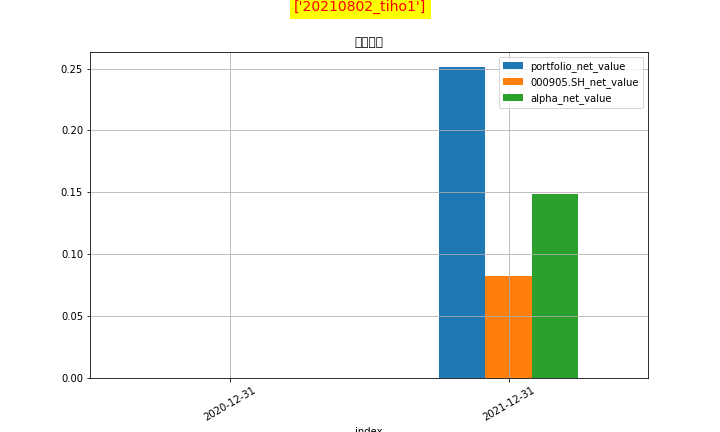 ['20210802_tiho1']
portfolio_net_value
000905.SH_net_value
alpha_net_value
0.25
0.20
0.15
0.10
0.05
0.00
2020-12-31
2021-12-31
index